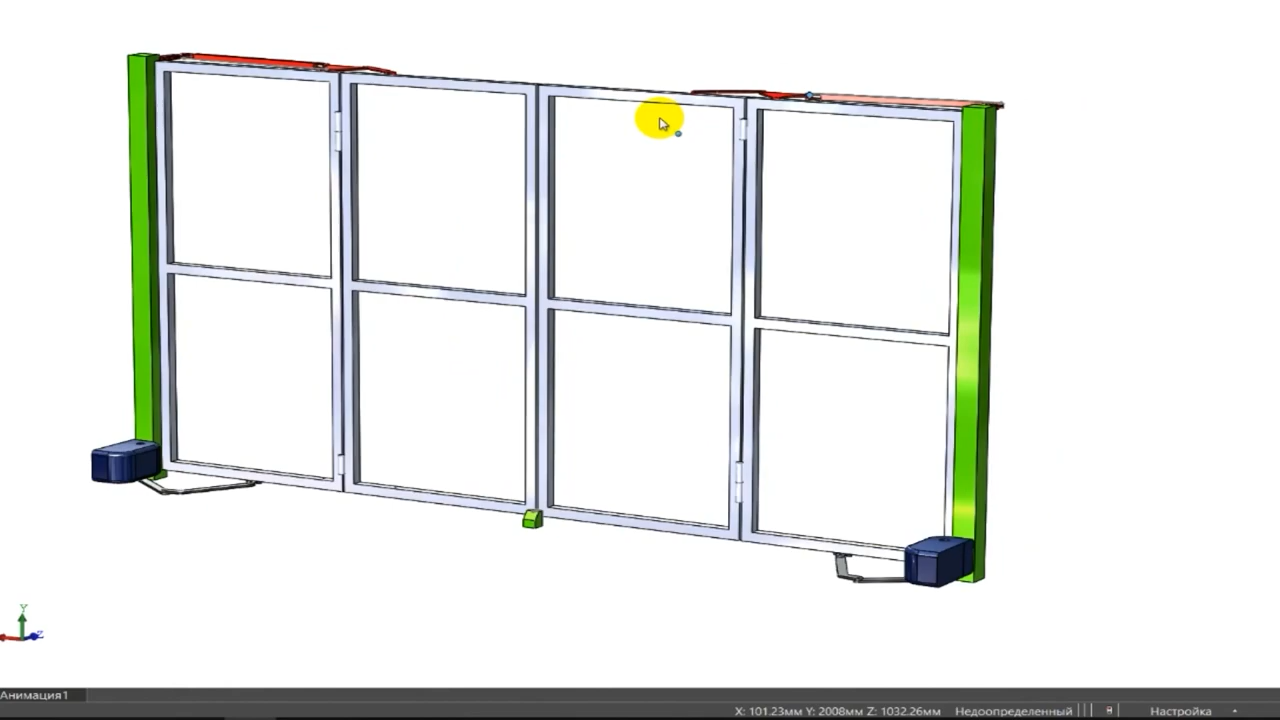 Y
Z
Анимация1
X: 101.23мм Y: 2008мм Z: 1032.26мм Недоопределенный Настройка